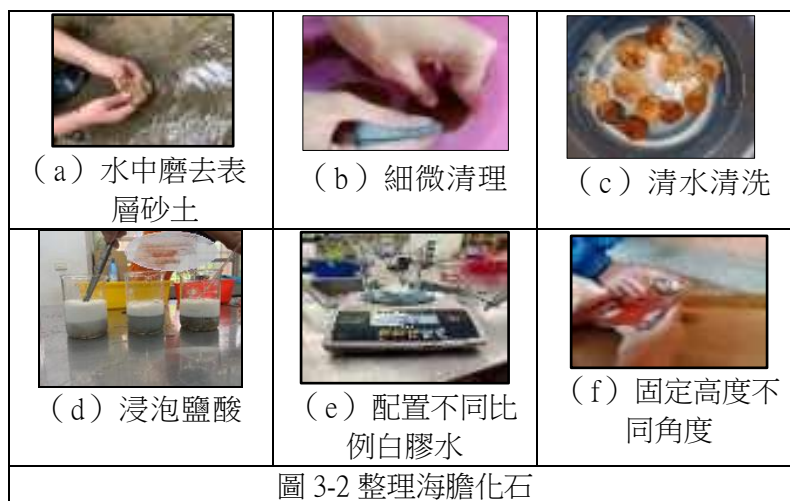 （a）水中磨去表
層砂土
（b）細微清理
（c）清水清洗
（d）浸泡鹽酸
（e）配置不同比
例白膠水
（f）固定高度不
同角度
圖 3-2 整理海膽化石